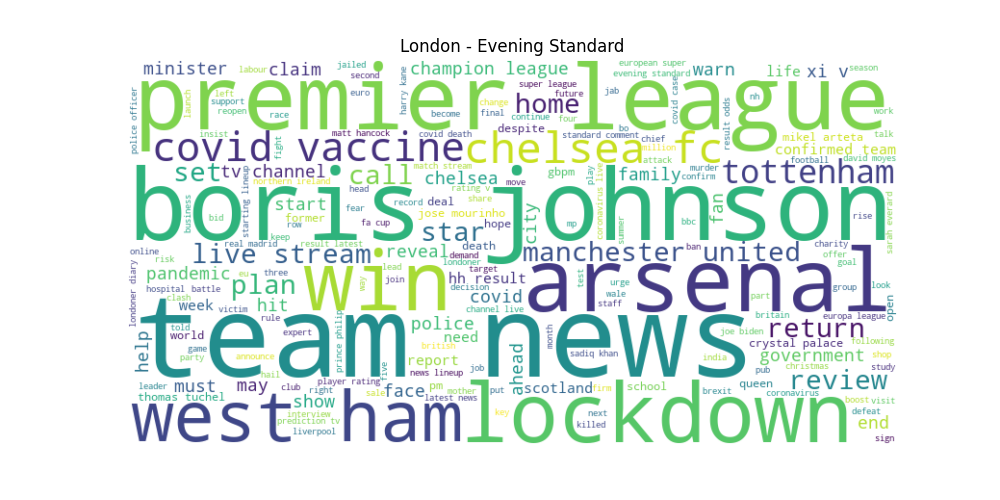 London - Evening Standard
minister
labour
claim
jailed
second
champion league
european super
evening standard
warn
life
xi v
season
premier league
police officer
launch
left
support
reopen
race
euro
harry kane
super league
future
home
change
final
become
continue
four
jab
covid case
nh
result odds
work
insist
fight
matt hancock
covid death
despite
standard comment
bo
chief
million
mikel arteta
talk
covid vaccine
chelsea fc
confirmed team
set
tv channel
call
match stream
chelsea
rating v
move
gbpm
play
coronavirus live
attack
family
murder
confirm
football
david moyes
tottenham
northern ireland
starting lineup
head
share
business
start
former
bid
row
fear
record
deal
fa cup
jose mourinho
hope
star
city
mp
summer
bbc
fan
rise
sarah everard
boris johnson
keep
real madrid
result latest
online
live stream
reveal
death
demand
londoner
manchester united
ban
charity
offer
goal
risk
eu
three
pandemic
plan
way
lead
join
hh result
target
decision
covid
test
urge
wale
staff
part
group
look
open
win
arsenal
londoner diary
hospital battle
clash
week
victim
hit
channel live
britain
europa league
told
world
rule
expert
prince philip
police
need
month
sadiq khan
joe biden
return
crystal palace
following
team news
help
game
party
announce
hail
five
british
report
ahead
india
pub
christmas
government
shop
study
player rating
news lineup
job
leader
must
may
club
right
sale
face
pm
mother
put
scotland
firm
school
brexit
queen
coronavirus
review
boost
visit
thomas tuchel
show
latest news
interview
prediction tv
liverpool
key
next
killed
defeat
end
sign
west ham
lockdown